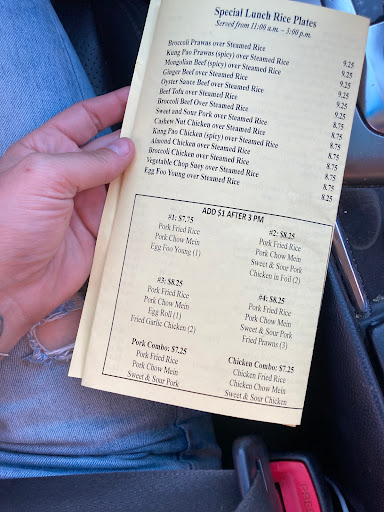 Special Lunch Rice Plates
Served from 11:00 a.m. – 3:00 p.m.
Broccoli Prawns over Steamed Rice 9.25
Kung Pao Prawns (spicy) over Steamed Rice 9.25
Mongolian Beef (spicy) over Steamed Rice 9.25
Ginger Beef over Steamed Rice 9.25
Oyster Sauce Beef over Steamed Rice 9.25
Beef Tofu over Steamed Rice 9.25
Broccoli Beef Over Steamed Rice 9.25
Sweet and Sour Pork over Steamed Rice 8.75
Cashew Nut Chicken over Steamed Rice 8.75
Kung Pao Chicken (spicy) over Steamed Rice 8.75
Almond Chicken over Steamed Rice 8.75
Broccoli Chicken over Steamed Rice 8.75
Vegetable Chop Suey over Steamed Rice 8.75
Egg Foo Young over Steamed Rice 8.75
ADD $1 AFTER 3 PM
#1: $7.75
Pork Fried Rice
Pork Chow Mein
Egg Foo Young (1)
#2: $8.25
Pork Fried Rice
Pork Chow Mein
Sweet & Sour Pork
Chicken in Foil (2)
#3: $8.25
Pork Fried Rice
Pork Chow Mein
Egg Roll (1)
Fried Garlic Chicken (2)
#4: $8.25
Pork Fried Rice
Pork Chow Mein
Sweet & Sour Pork
Fried Prawns (3)
Pork Combo: $7.25
Pork Fried Rice
Pork Chow Mein
Sweet & Sour Pork
Chicken Combo: $7.25
Chicken Fried Rice
Chicken Chow Mein
Sweet & Sour Chicken